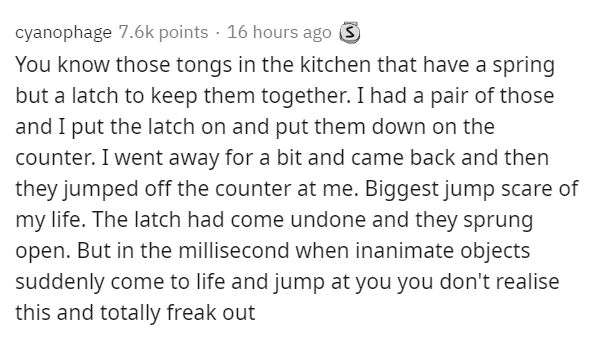 cyanophage 7.6k points · 16 hours ago S
You know those tongs in the kitchen that have a spring
but a latch to keep them together. I had a pair of those
and I put the latch on and put them down on the
counter. I went away for a bit and came back and then
they jumped off the counter at me. Biggest jump scare of
my life. The latch had come undone and they sprung
open. But in the millisecond when inanimate objects
suddenly come to life and jump at you you don't realise
this and totally freak out